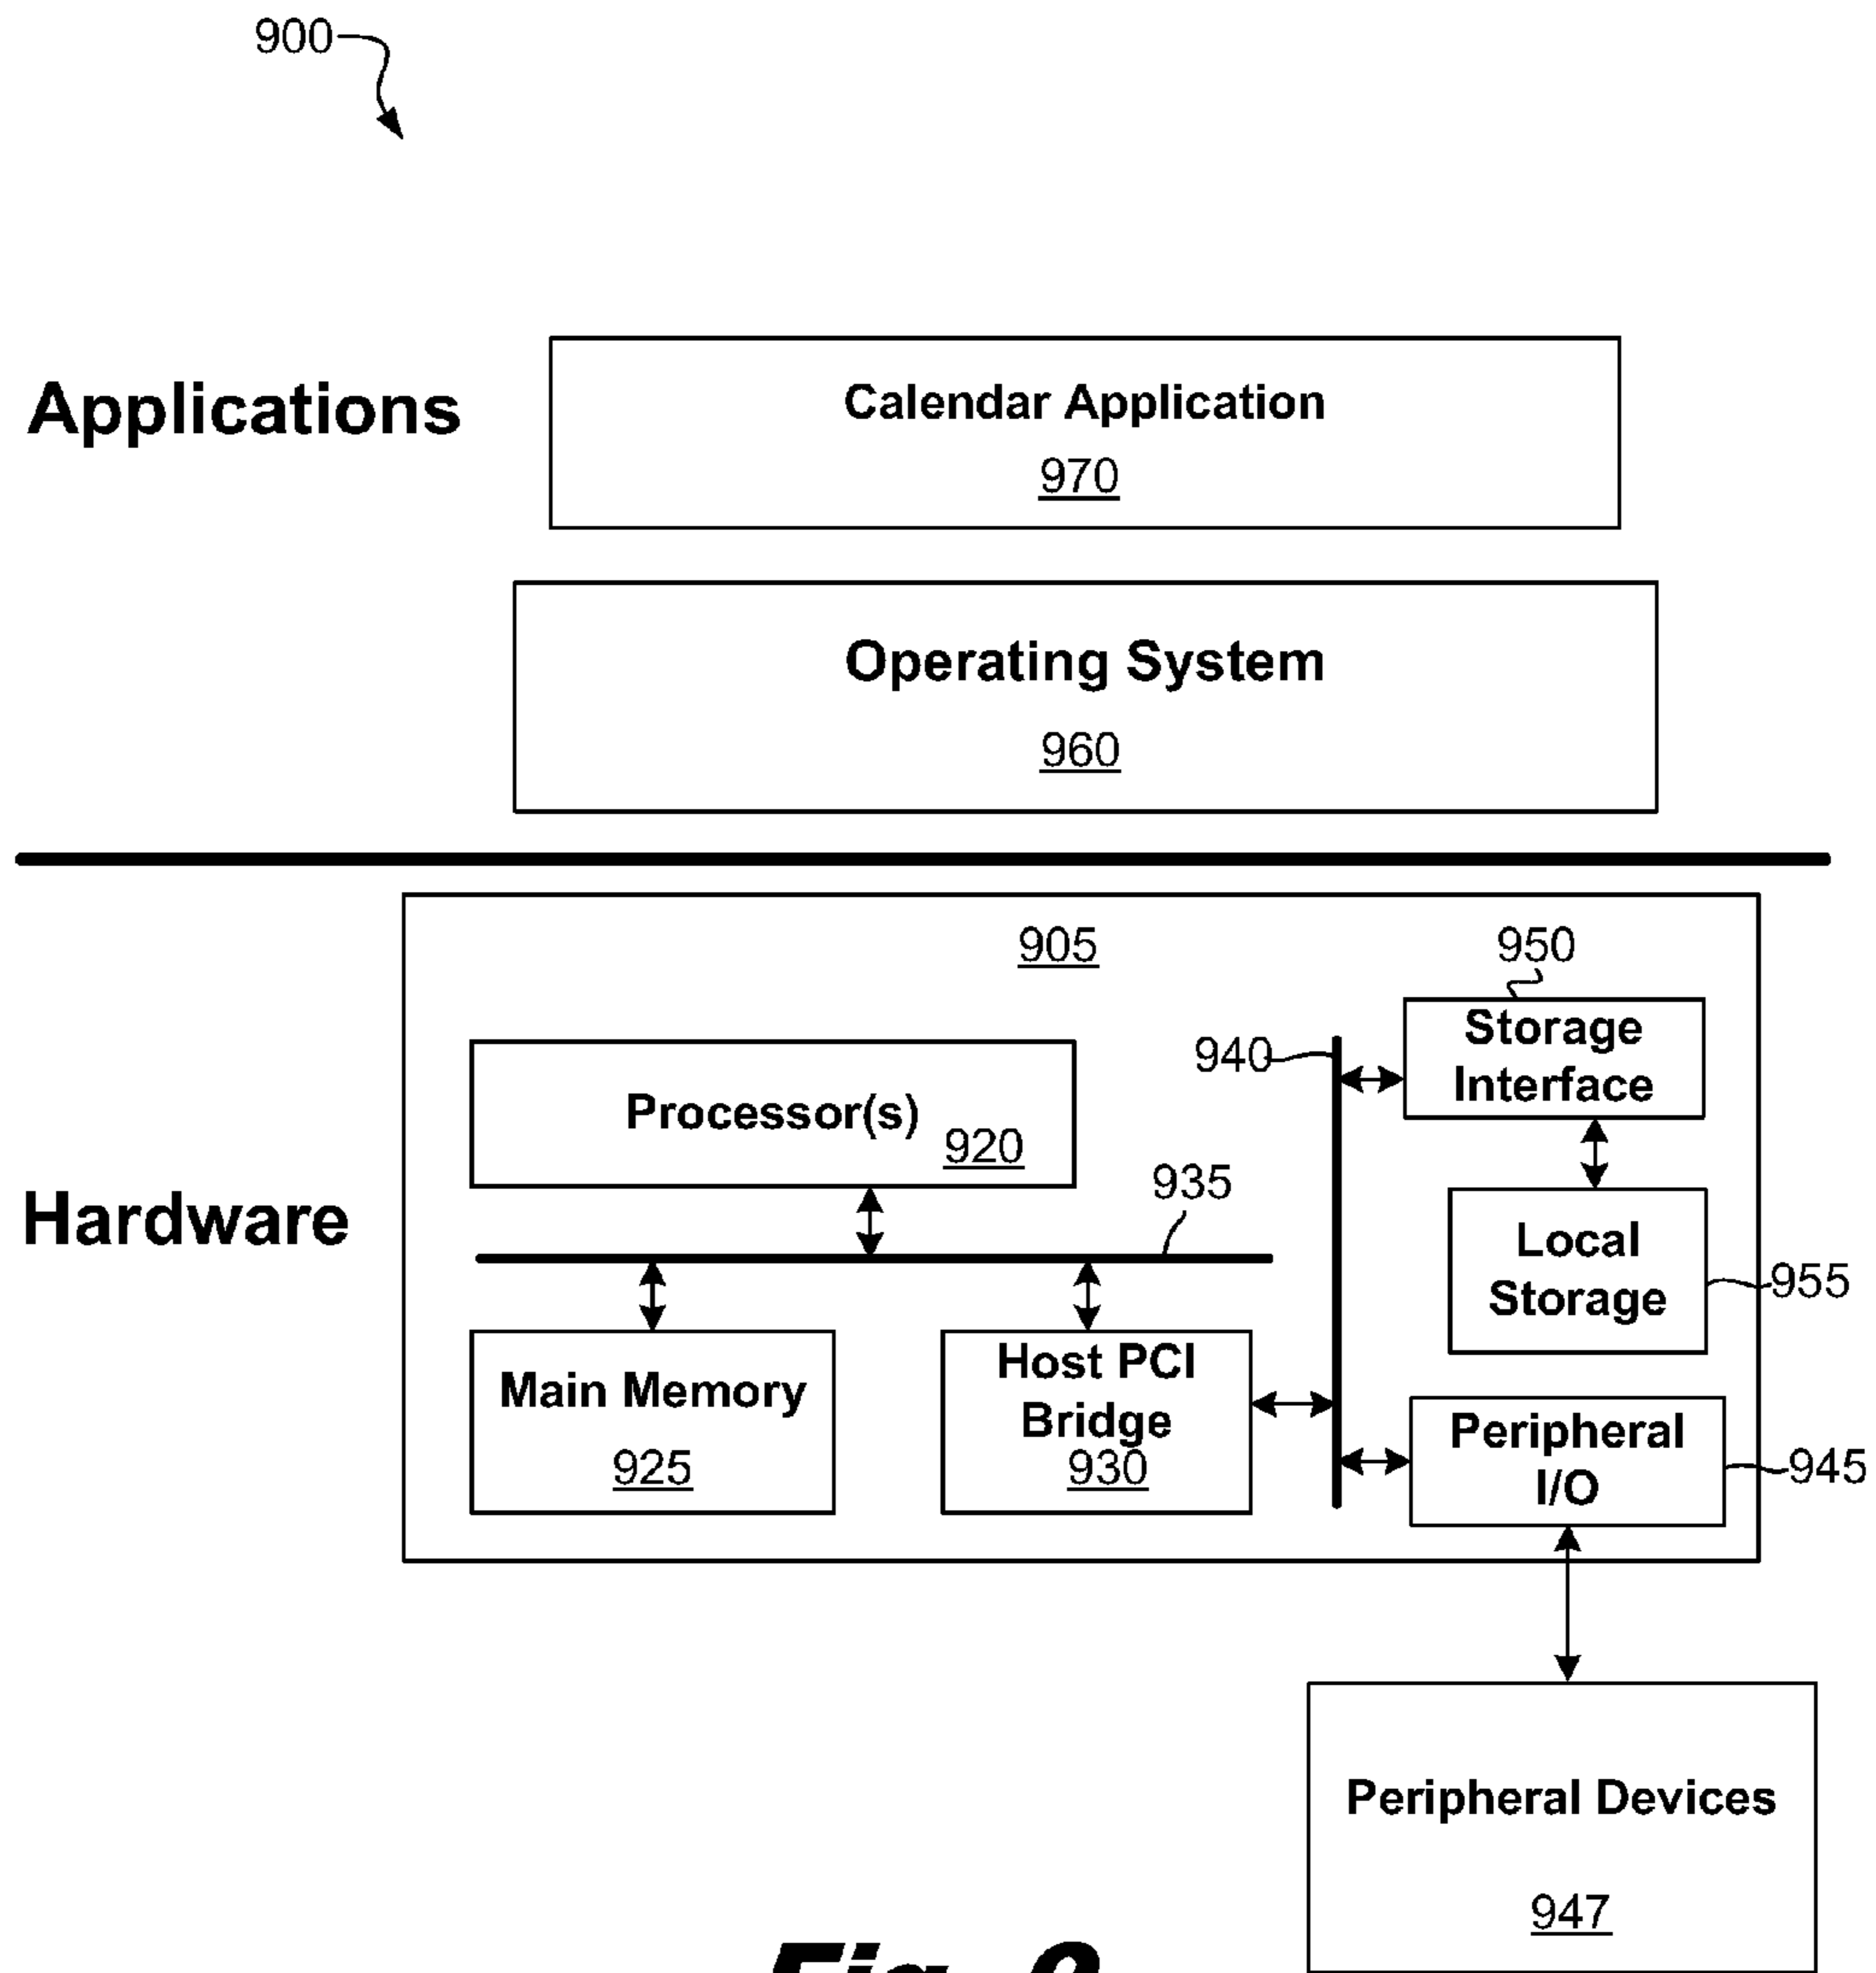 900
Applications
Calendar Application
970
Operating System
960
905
950
Storage
Interface
940
Processor(s)
920
935
Hardware
Local
Storage
955
Main Memory
925
Host PCI
Bridge
930
Peripheral
I/O
945
Peripheral Devices
947